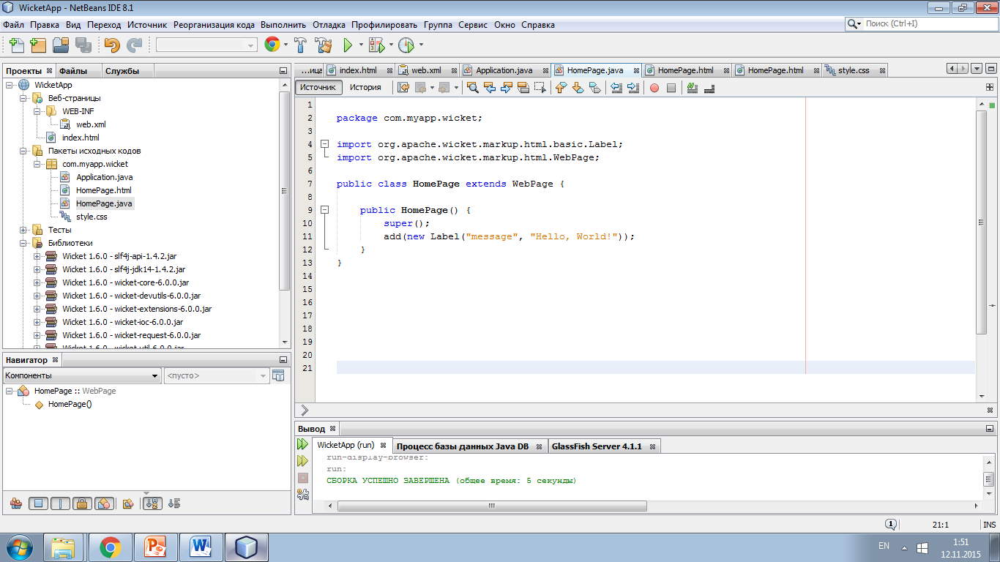 WicketApp - NetBeans IDE 8.1
Файл Правка Вид Переход Источник Реорганизация кода Выполнить Отладка Профилировать Группа Сервис Окно Справка
Поиск (Ctrl+I)
Проекты Файлы Службы
WicketApp
Веб-страницы
WEB-INF
web.xml
index.html
Пакеты исходных кодов
com.myapp.wicket
Application.java
HomePage.html
HomePage.java
style.css
Тесты
Библиотеки
Wicket 1.6.0 - slf4j-api-1.4.2.jar
Wicket 1.6.0 - slf4j-jdk14-1.4.2.jar
Wicket 1.6.0 - wicket-core-6.0.0.jar
Wicket 1.6.0 - wicket-devutils-6.0.0.jar
Wicket 1.6.0 - wicket-extensions-6.0.0.jar
Wicket 1.6.0 - wicket-ioc-6.0.0.jar
Wicket 1.6.0 - wicket-request-6.0.0.jar
Wicket 1.6.0 - wicket-util-6.0.0.jar
Навигатор
Компоненты <пусто>
HomePage :: WebPage
HomePage()
...ица index.html web.xml Application.java HomePage.java HomePage.html HomePage.html style.css
Источник История
1
2 package com.myapp.wicket;
3
4 import org.apache.wicket.markup.html.basic.Label;
5 import org.apache.wicket.markup.html.WebPage;
6
7 public class HomePage extends WebPage {
8
9 public HomePage() {
10 super();
11 add(new Label("message", "Hello, World!"));
12 }
13 }
14
15
16
17
18
19
20
21
Вывод
WicketApp (run) Процесс базы данных Java DB GlassFish Server 4.1.1
run-display-browser:
run:
СБОРКА УСПЕШНО ЗАВЕРШЕНА (общее время: 5 секунды)
1 21:1 INS
EN 1:51
12.11.2015